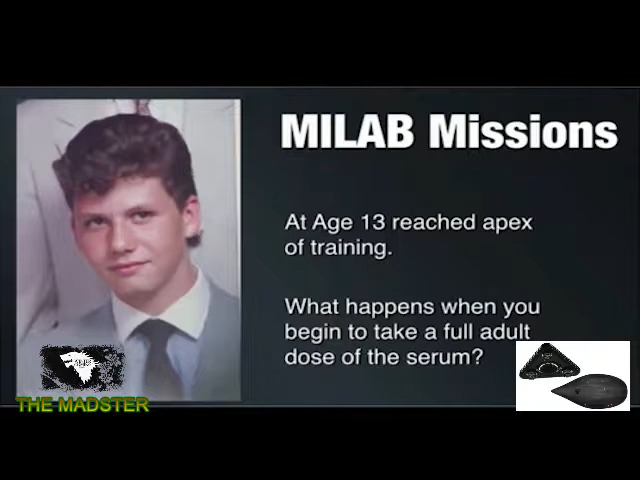 MILAB Missions
At Age 13 reached apex
of training.
What happens when you
begin to take a full adult
dose of the serum?
THE MADSTER